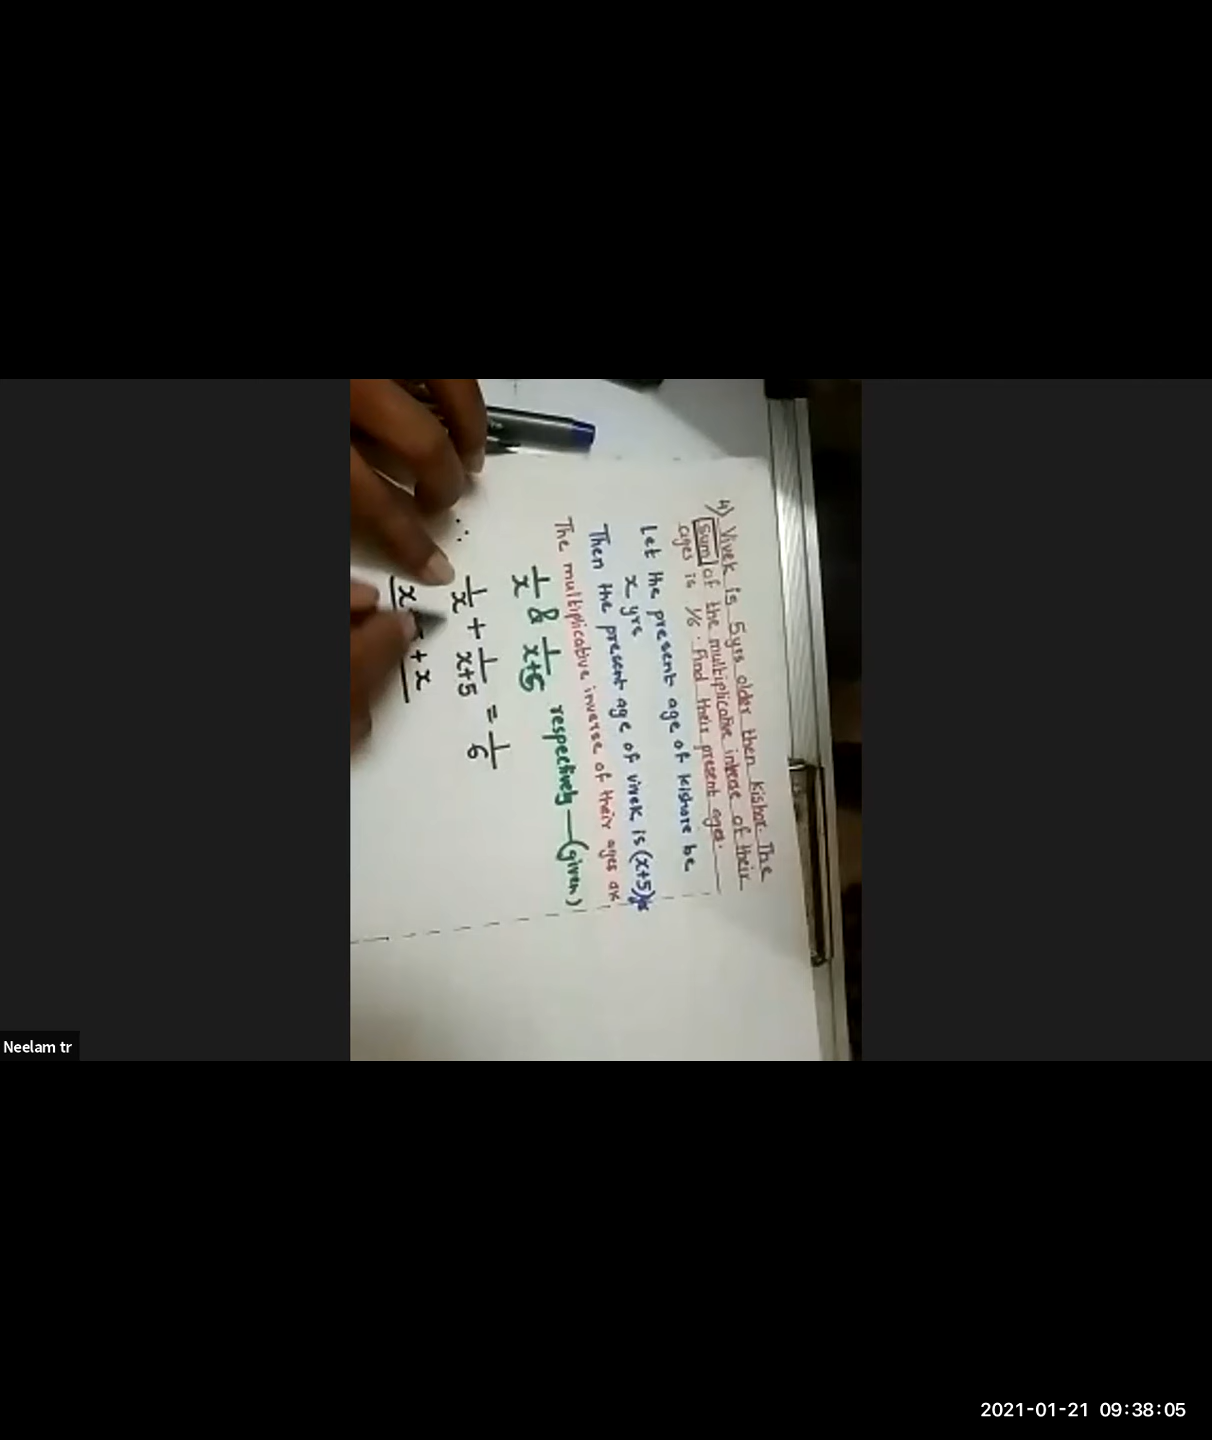 4) Vivek is 5yrs older then kishor. The
sum of the multiplicative inverse of their
ages is 1/6. Find their present ages.
Let the present age of kishore be
x yrs
Then the present age of vivek is (x+5)yrs
The multiplicative inverse of their ages are
1/x & 1/x+5 respectively — (given)
∴ 1/x + 1/x+5 = 1/6
+ x
Neelam tr
2021-01-21 09:38:05